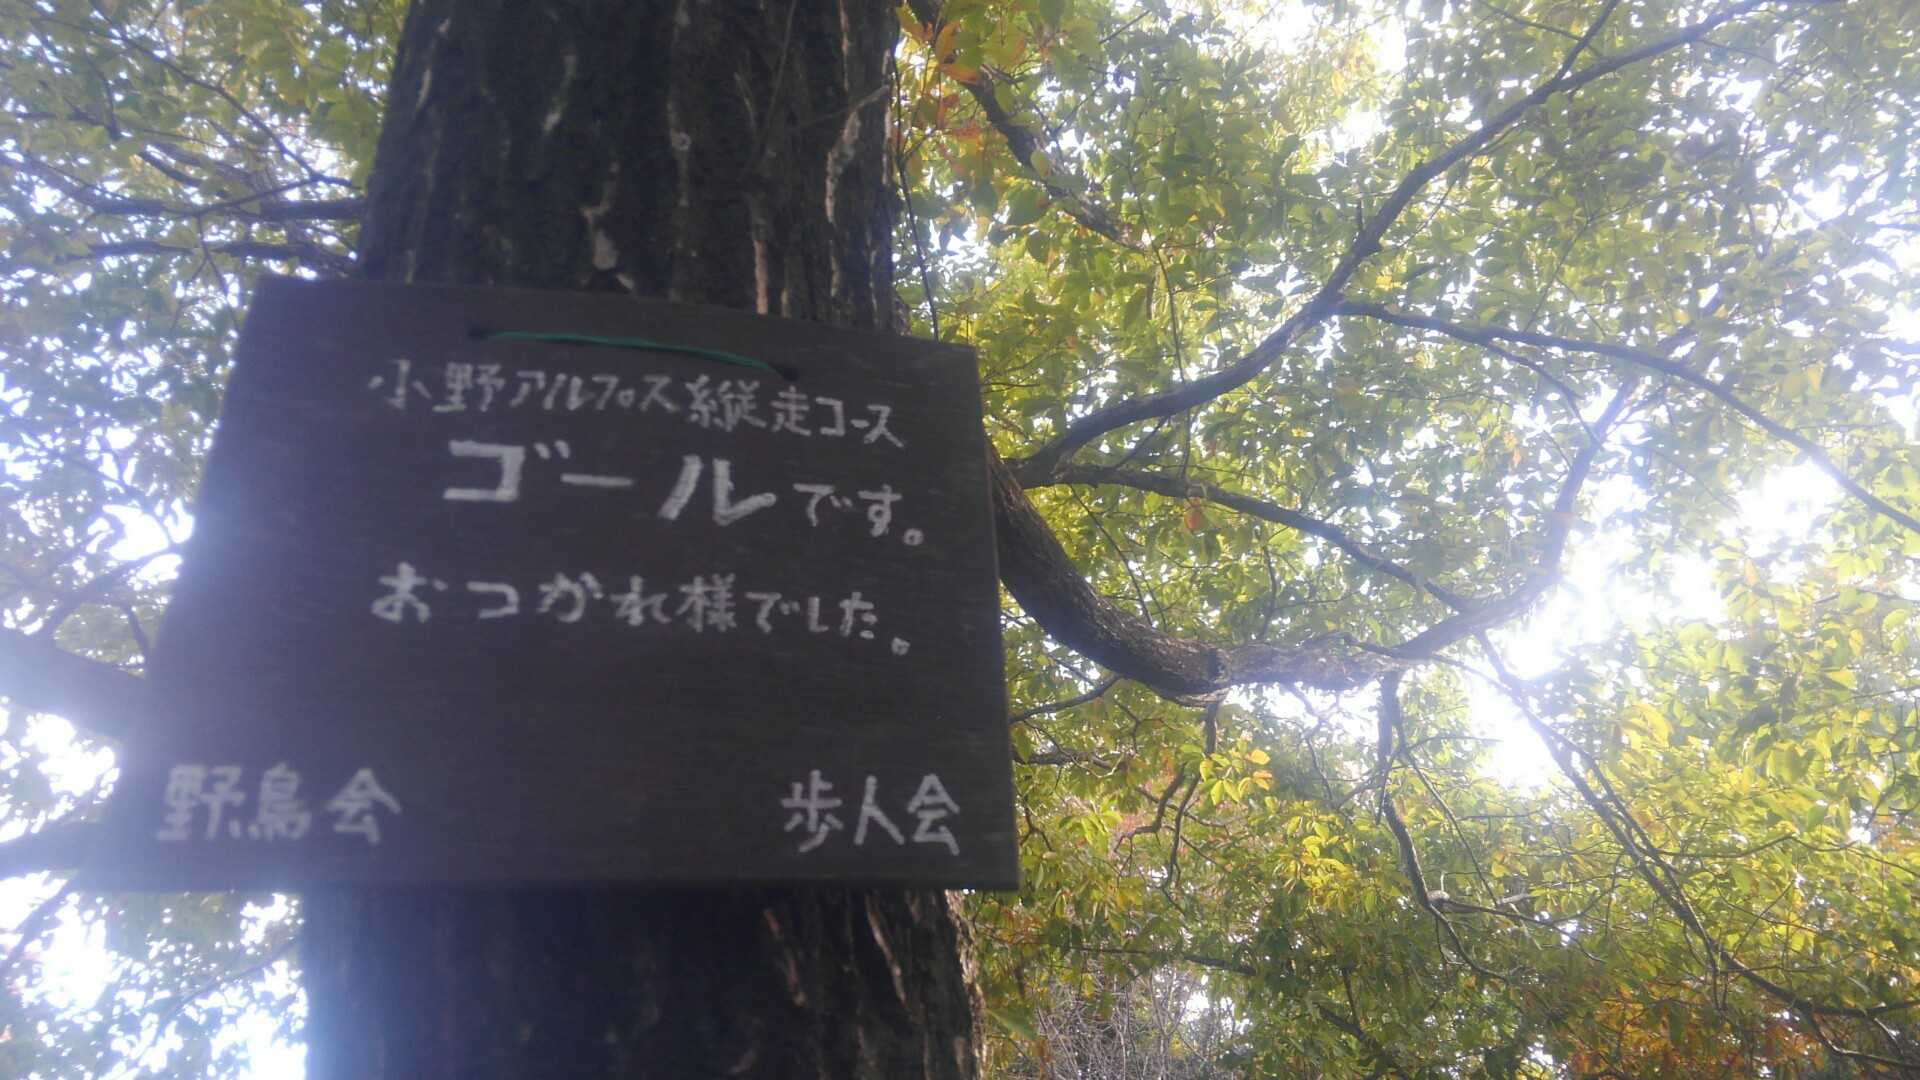 小野アルプス縦走コース
ゴールです。
おつかれ様でした。
野鳥会 歩人会